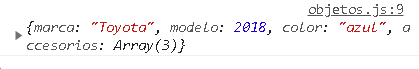 objetos.js:9
{marca: "Toyota", modelo: 2018, color: "azul", a
ccesorios: Array(3)}